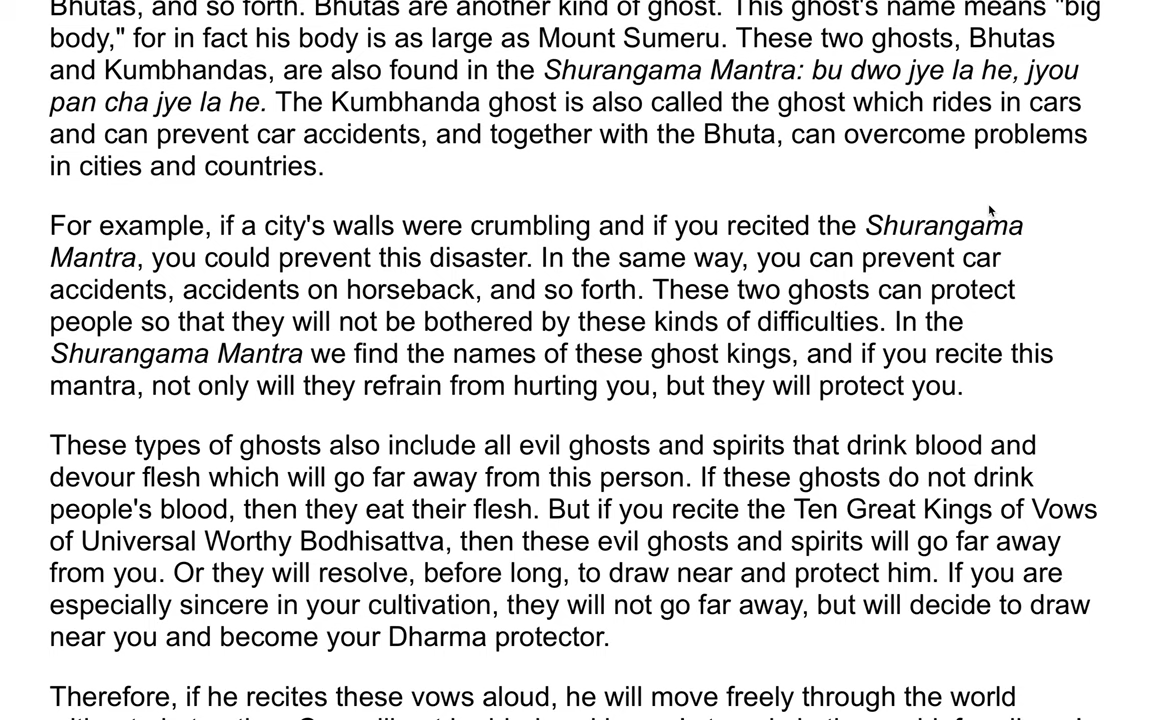 Bhutas, and so forth. Bhutas are another kind of ghost. This ghost's name means "big
body," for in fact his body is as large as Mount Sumeru. These two ghosts, Bhutas
and Kumbhandas, are also found in the Shurangama Mantra: bu dwo jye la he, jyou
pan cha jye la he. The Kumbhanda ghost is also called the ghost which rides in cars
and can prevent car accidents, and together with the Bhuta, can overcome problems
in cities and countries.
For example, if a city's walls were crumbling and if you recited the Shurangama
Mantra, you could prevent this disaster. In the same way, you can prevent car
accidents, accidents on horseback, and so forth. These two ghosts can protect
people so that they will not be bothered by these kinds of difficulties. In the
Shurangama Mantra we find the names of these ghost kings, and if you recite this
mantra, not only will they refrain from hurting you, but they will protect you.
These types of ghosts also include all evil ghosts and spirits that drink blood and
devour flesh which will go far away from this person. If these ghosts do not drink
people's blood, then they eat their flesh. But if you recite the Ten Great Kings of Vows
of Universal Worthy Bodhisattva, then these evil ghosts and spirits will go far away
from you. Or they will resolve, before long, to draw near and protect him. If you are
especially sincere in your cultivation, they will not go far away, but will decide to draw
near you and become your Dharma protector.
Therefore, if he recites these vows aloud, he will move freely through the world